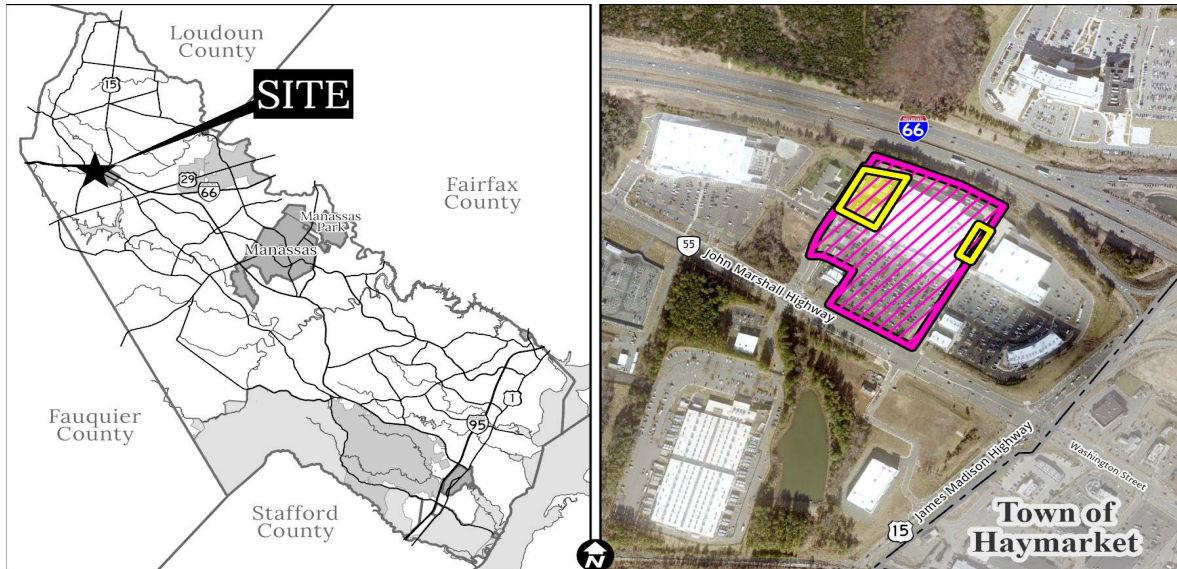 Loudoun
County
15
SITE
29
66
Fairfax
County
Manassas
Park
Manassas
Fauquier
County
1
95
Stafford
County
N
INTERSTATE
66
55
John Marshall Highway
James Madison Highway
15
Washington Street
Town of
Haymarket